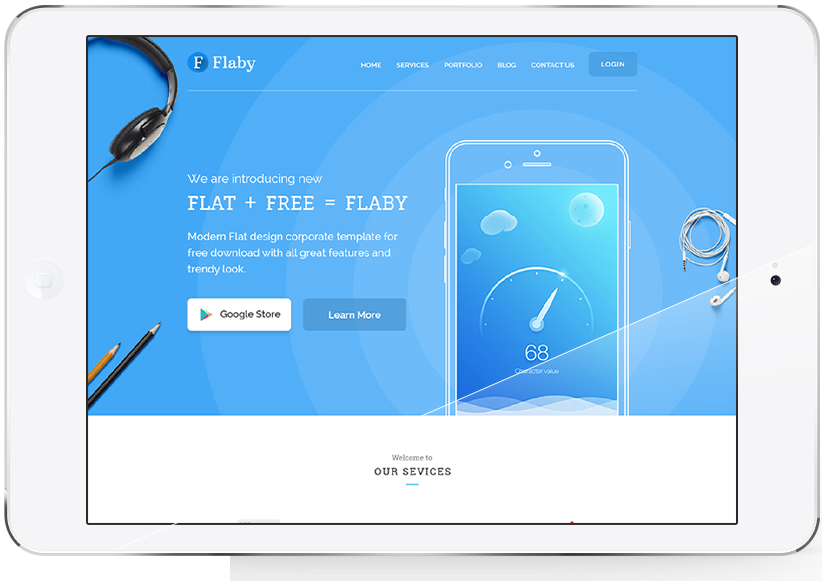 F Flaby
HOME SERVICES PORTFOLIO BLOG CONTACT US LOGIN
We are introducing new
FLAT + FREE = FLABY
Modern Flat design corporate template for
free download with all great features and
trendy look.
Google Store
Learn More
68
Character value
Welcome to
OUR SEVICES